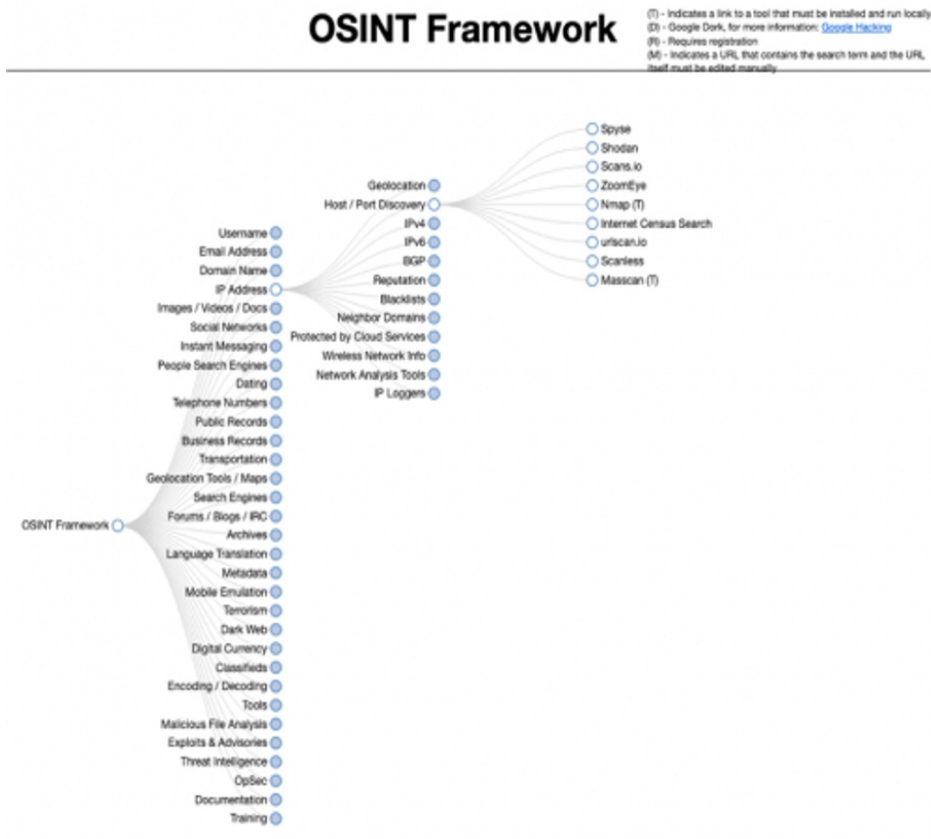 OSINT Framework
(T) - Indicates a link to a tool that must be installed and run locally
(D) - Google Dork, for more information: Google Hacking
(R) - Requires registration
(M) - Indicates a URL that contains the search term and the URL
itself must be edited manually
OSINT Framework
Username
Email Address
Domain Name
IP Address
Images / Videos / Docs
Social Networks
Instant Messaging
People Search Engines
Dating
Telephone Numbers
Public Records
Business Records
Transportation
Geolocation Tools / Maps
Search Engines
Forums / Blogs / IRC
Archives
Language Translation
Metadata
Mobile Emulation
Terrorism
Dark Web
Digital Currency
Classifieds
Encoding / Decoding
Tools
Malicious File Analysis
Exploits & Advisories
Threat Intelligence
OpSec
Documentation
Training
Geolocation
Host / Port Discovery
IPv4
IPv6
BGP
Reputation
Blacklists
Neighbor Domains
Protected by Cloud Services
Wireless Network Info
Network Analysis Tools
IP Loggers
Spyse
Shodan
Scans.io
ZoomEye
Nmap (T)
Internet Census Search
urlscan.io
Scanless
Masscan (T)